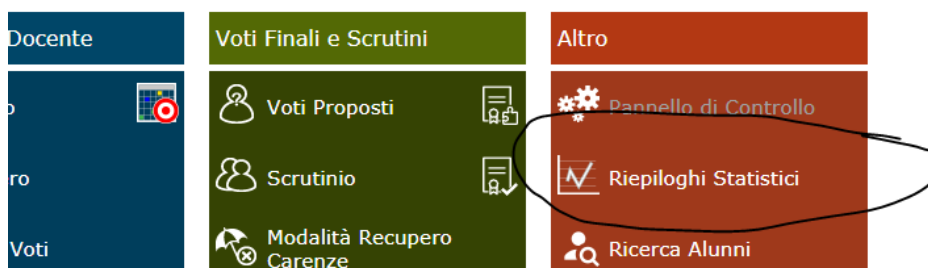 Docente
Voti Finali e Scrutini
Altro
o
Voti Proposti
Pannello di Controllo
ro
Scrutinio
Riepiloghi Statistici
Voti
Modalità Recupero
Carenze
Ricerca Alunni